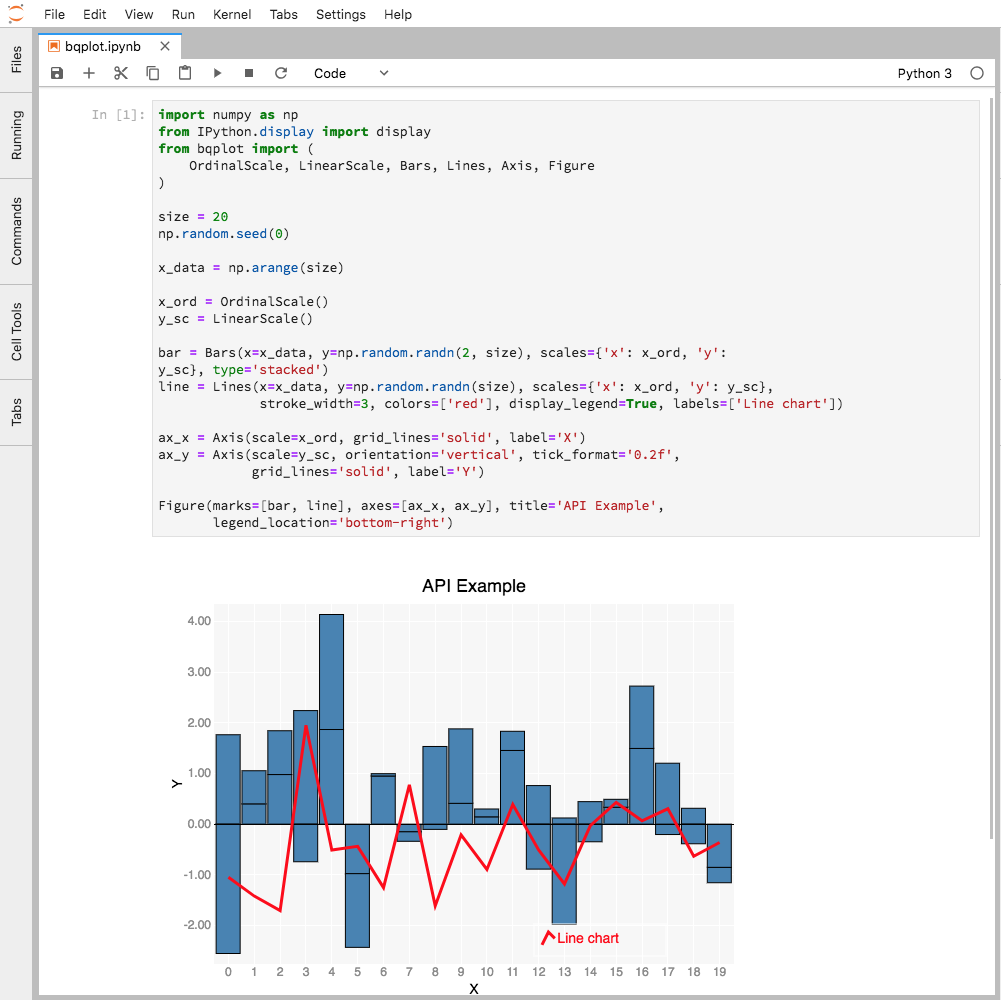 File Edit View Run Kernel Tabs Settings Help
Files
Running
Commands
Cell Tools
Tabs
bqplot.ipynb
Code
Python 3
In [1]:
import numpy as np
from IPython.display import display
from bqplot import (
    OrdinalScale, LinearScale, Bars, Lines, Axis, Figure
)
size = 20
np.random.seed(0)
x_data = np.arange(size)
x_ord = OrdinalScale()
y_sc = LinearScale()
bar = Bars(x=x_data, y=np.random.randn(2, size), scales={'x': x_ord, 'y':
y_sc}, type='stacked')
line = Lines(x=x_data, y=np.random.randn(size), scales={'x': x_ord, 'y': y_sc},
             stroke_width=3, colors=['red'], display_legend=True, labels=['Line chart'])
ax_x = Axis(scale=x_ord, grid_lines='solid', label='X')
ax_y = Axis(scale=y_sc, orientation='vertical', tick_format='0.2f',
            grid_lines='solid', label='Y')
Figure(marks=[bar, line], axes=[ax_x, ax_y], title='API Example',
       legend_location='bottom-right')
API Example
4.00
3.00
2.00
1.00
0.00
-1.00
-2.00
Y
Line chart
0 1 2 3 4 5 6 7 8 9 10 11 12 13 14 15 16 17 18 19
X